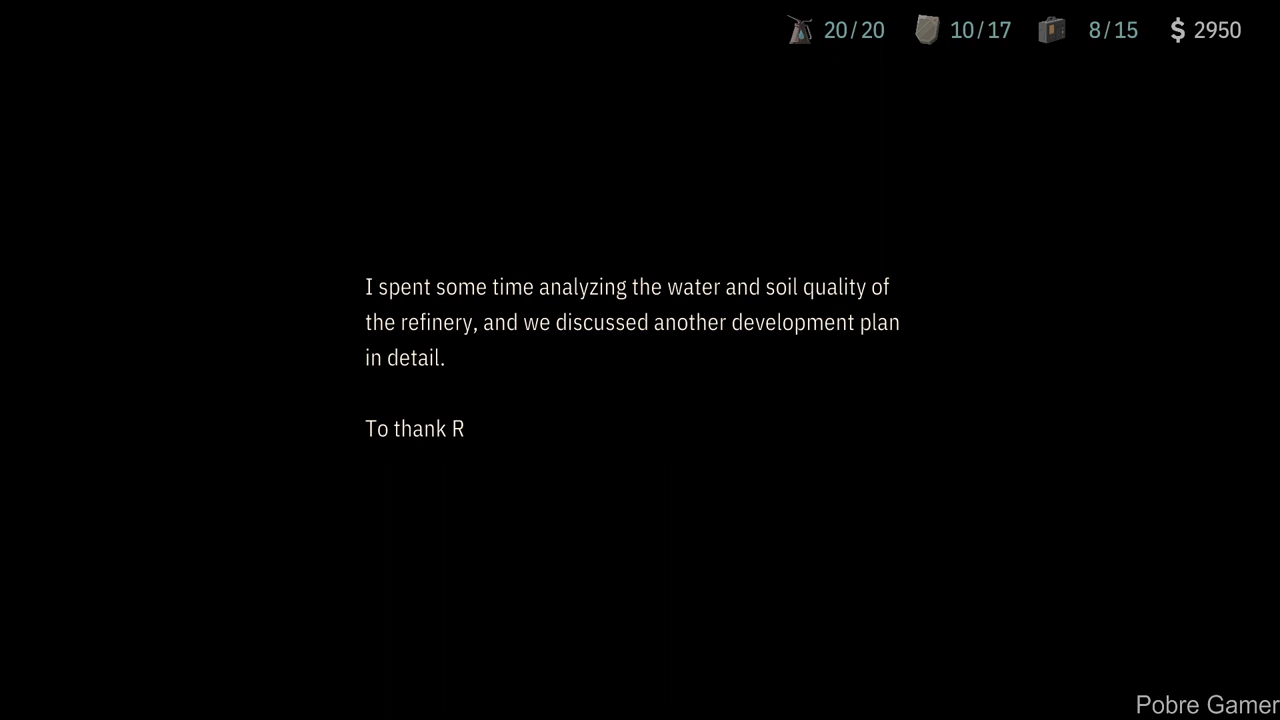 20/20 10/17 8/15 $ 2950
I spent some time analyzing the water and soil quality of
the refinery, and we discussed another development plan
in detail.
To thank R
Pobre Gamer